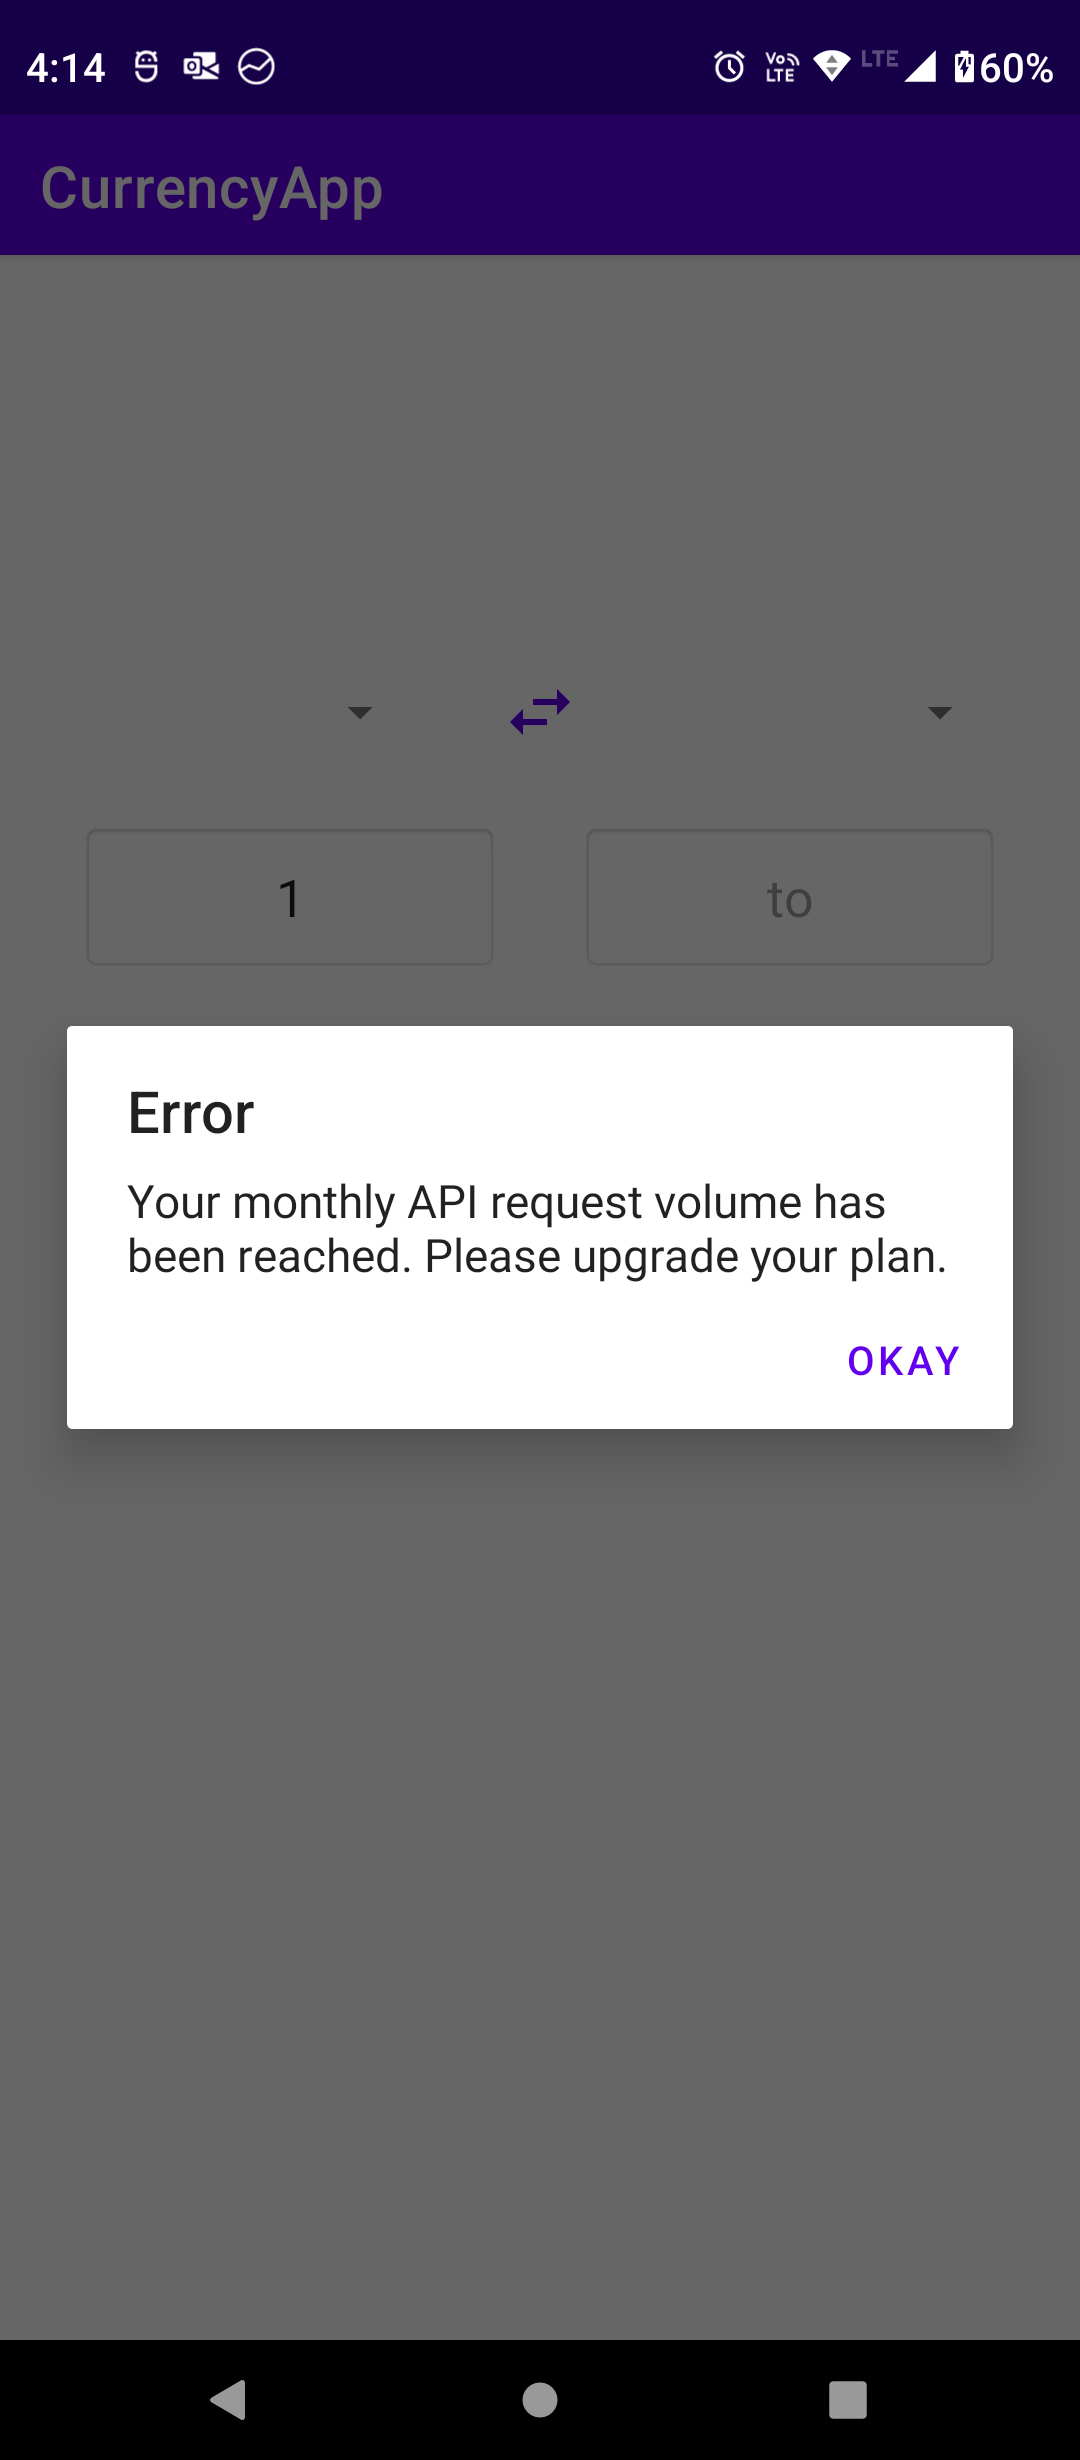 4:14
Vo LTE
LTE
60%
CurrencyApp
1
to
Error
Your monthly API request volume has
been reached. Please upgrade your plan.
OKAY